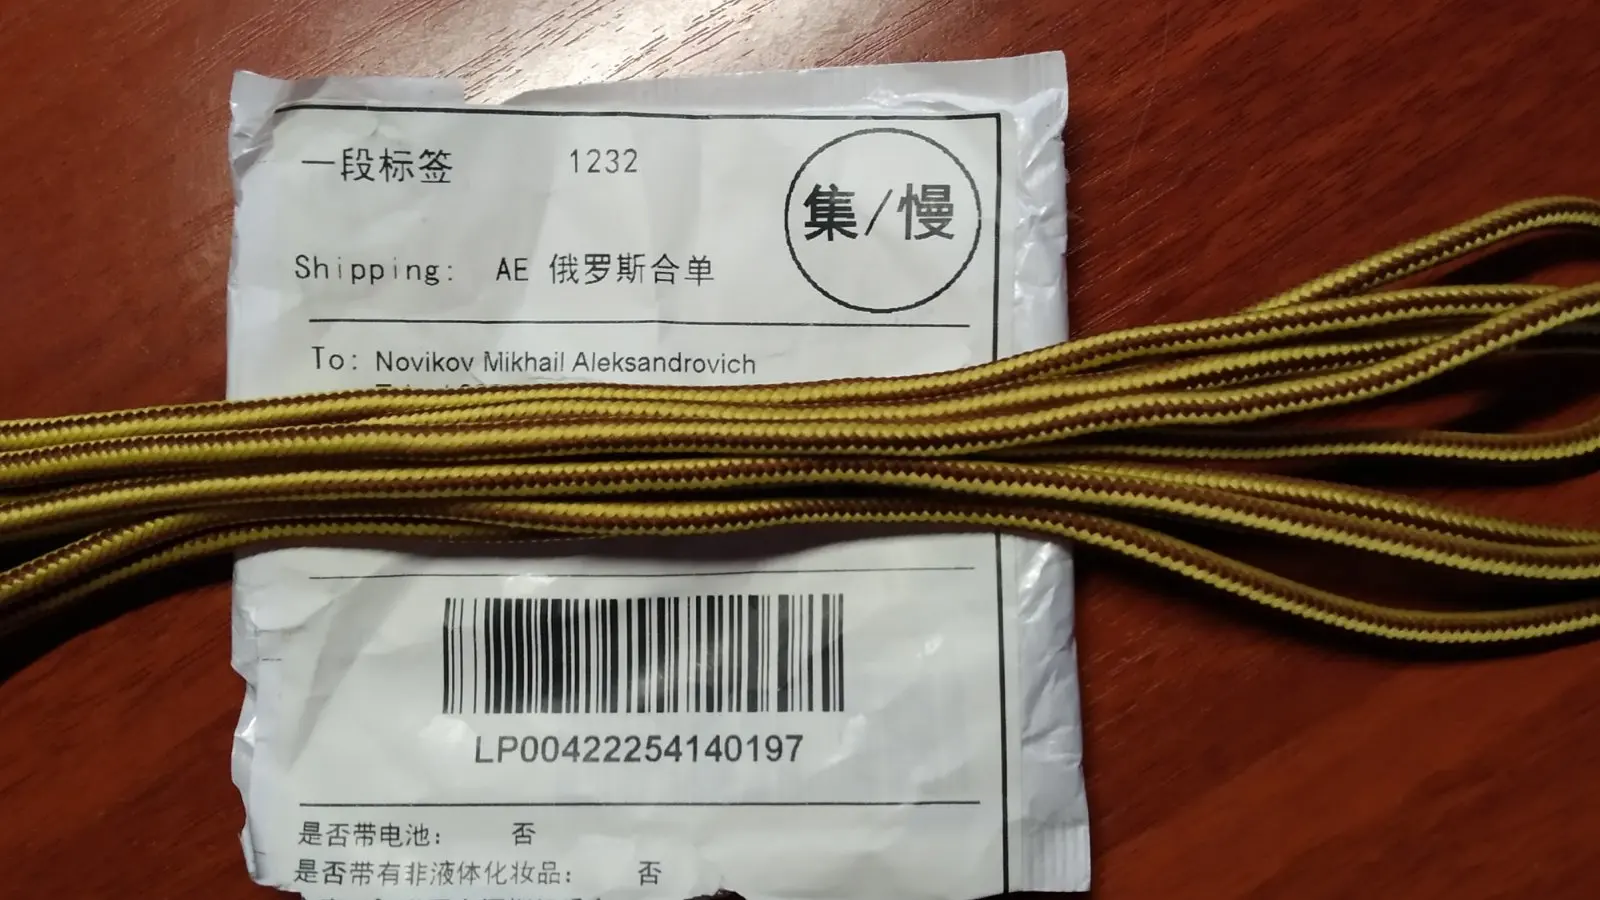 一段标签 1232
集/慢
Shipping: AE 俄罗斯合单
To: Novikov Mikhail Aleksandrovich
LP00422254140197
是否带电池: 否
是否带有非液体化妆品: 否